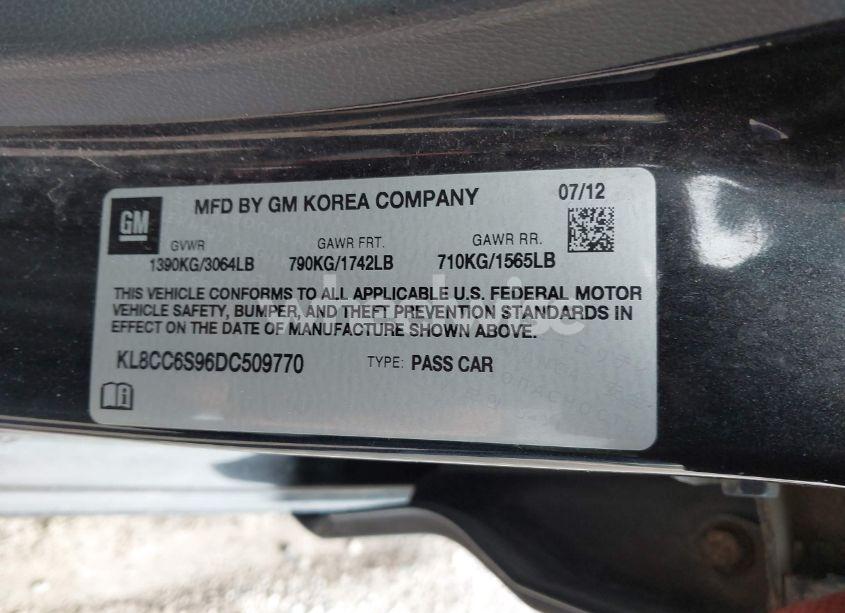 GM
MFD BY GM KOREA COMPANY
07/12
GVWR GAWR FRT. GAWR RR.
1390KG/3064LB 790KG/1742LB 710KG/1565LB
THIS VEHICLE CONFORMS TO ALL APPLICABLE U.S. FEDERAL MOTOR
VEHICLE SAFETY, BUMPER, AND THEFT PREVENTION STANDARDS IN
EFFECT ON THE DATE OF MANUFACTURE SHOWN ABOVE.
KL8CC6S96DC509770 TYPE: PASS CAR